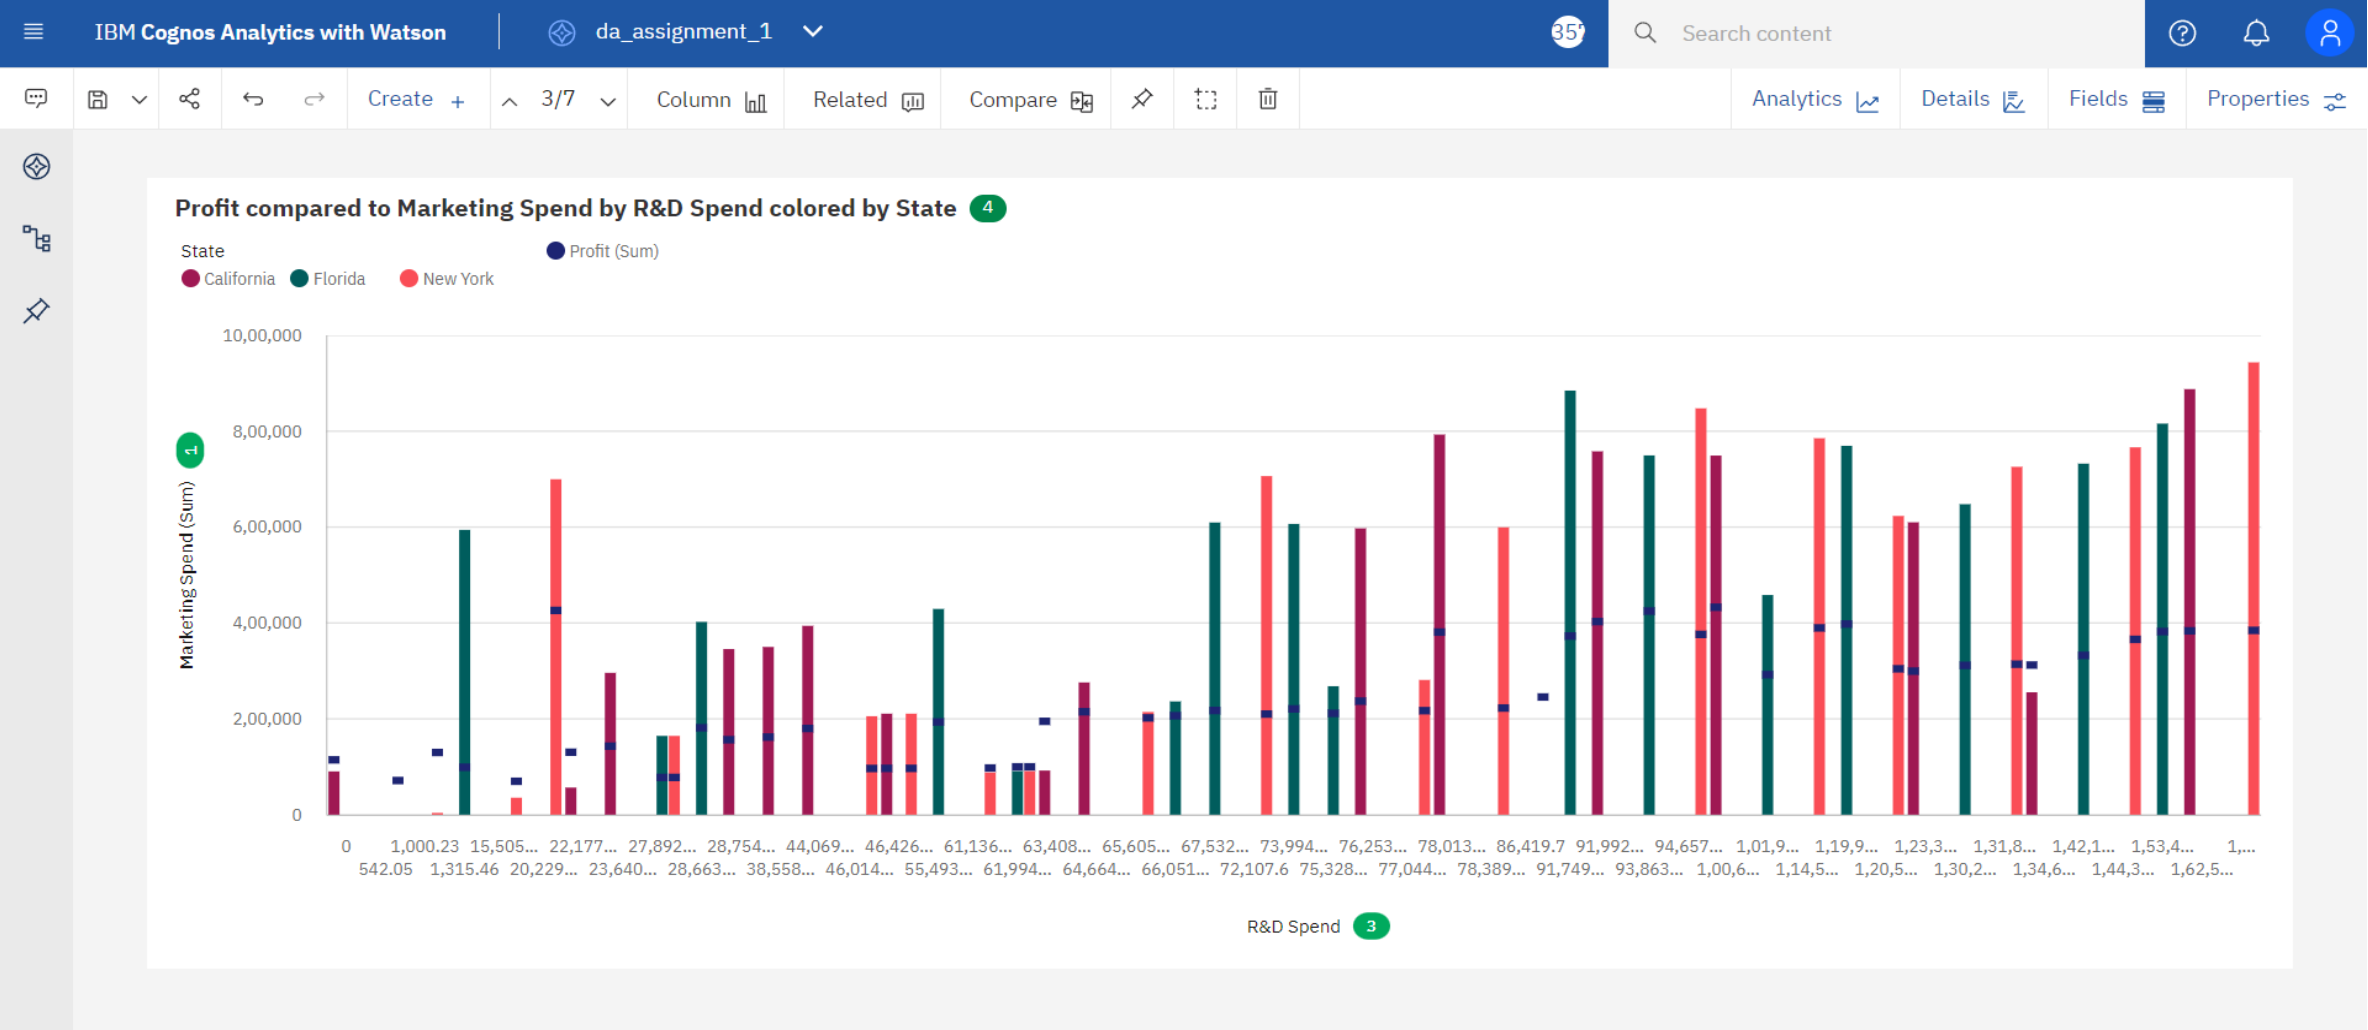 IBM Cognos Analytics with Watson da_assignment_1 357 Search content
Create + 3/7 Column Related Compare Analytics Details Fields Properties
Profit compared to Marketing Spend by R&D Spend colored by State 4
State Profit (Sum)
California Florida New York
10,00,000
8,00,000
6,00,000
4,00,000
2,00,000
0
Marketing Spend (Sum) 1
0 1,000.23 15,505... 22,177... 27,892... 28,754... 44,069... 46,426... 61,136... 63,408... 65,605... 67,532... 73,994... 76,253... 78,013... 86,419.7 91,992... 94,657... 1,01,9... 1,19,9... 1,23,3... 1,31,8... 1,42,1... 1,53,4... 1,...
542.05 1,315.46 20,229... 23,640... 28,663... 38,558... 46,014... 55,493... 61,994... 64,664... 66,051... 72,107.6 75,328... 77,044... 78,389... 91,749... 93,863... 1,00,6... 1,14,5... 1,20,5... 1,30,2... 1,34,6... 1,44,3... 1,62,5...
R&D Spend 3